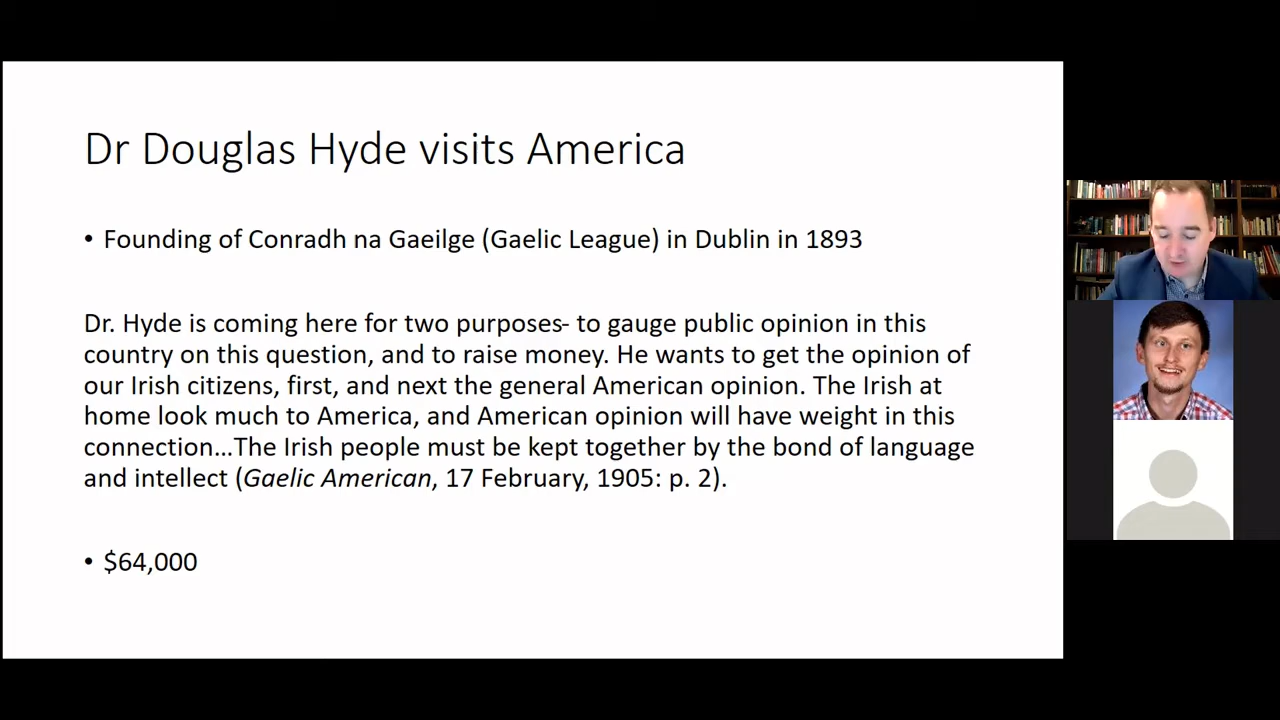 Dr Douglas Hyde visits America
• Founding of Conradh na Gaeilge (Gaelic League) in Dublin in 1893
Dr. Hyde is coming here for two purposes- to gauge public opinion in this
country on this question, and to raise money. He wants to get the opinion of
our Irish citizens, first, and next the general American opinion. The Irish at
home look much to America, and American opinion will have weight in this
connection…The Irish people must be kept together by the bond of language
and intellect (Gaelic American, 17 February, 1905: p. 2).
• $64,000